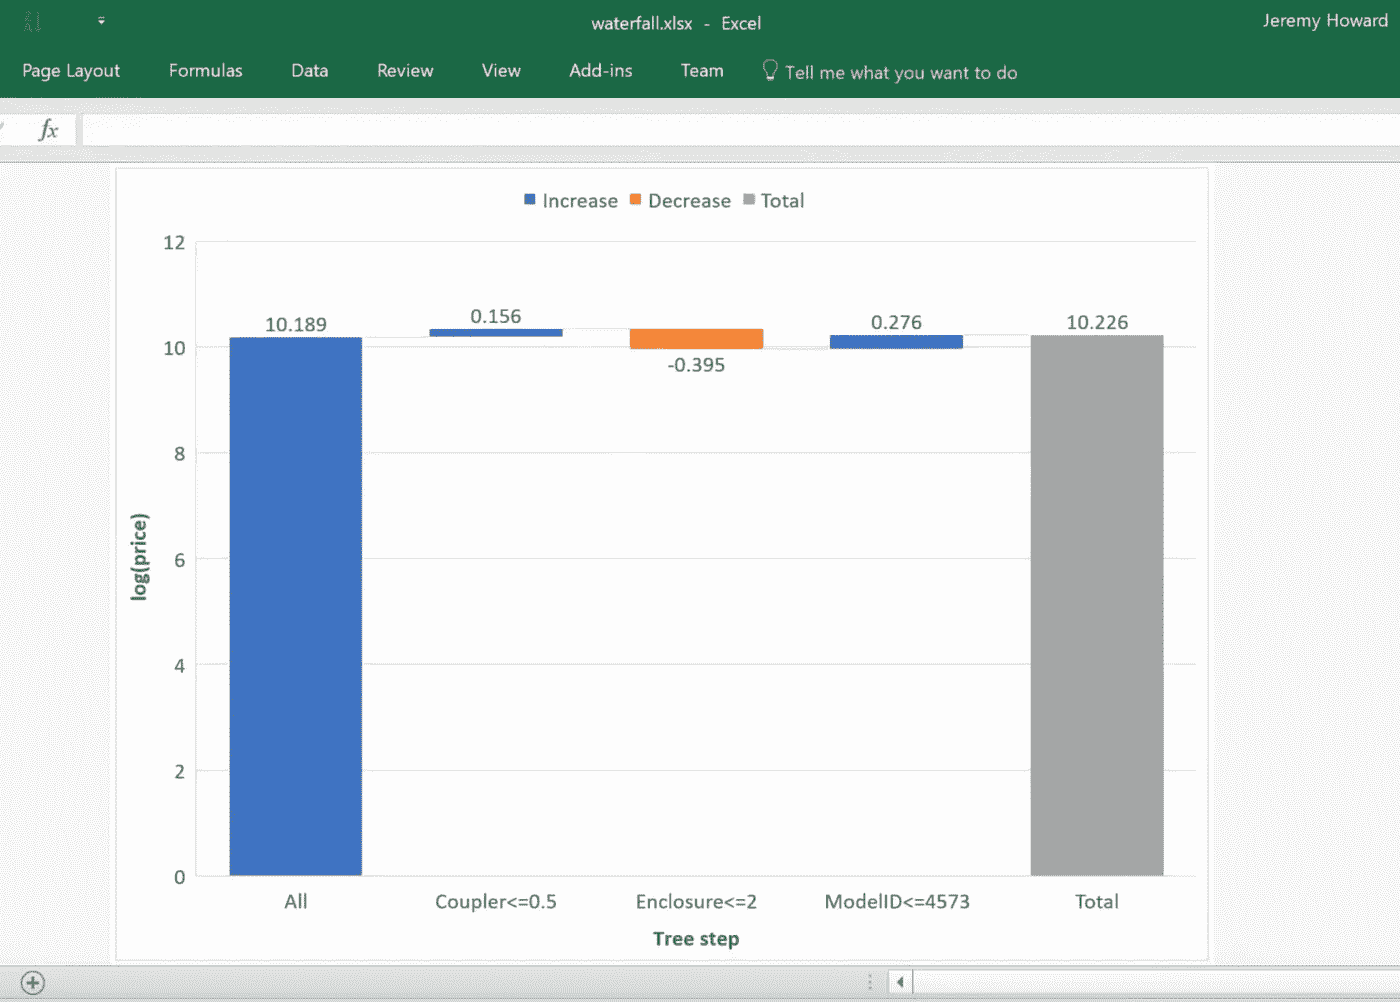 waterfall.xlsx - Excel
Jeremy Howard
Page Layout Formulas Data Review View Add-ins Team Tell me what you want to do
fx
Increase Decrease Total
12
10
8
6
4
2
0
10.189
0.156
-0.395
0.276
10.226
log(price)
All Coupler<=0.5 Enclosure<=2 ModelID<=4573 Total
Tree step